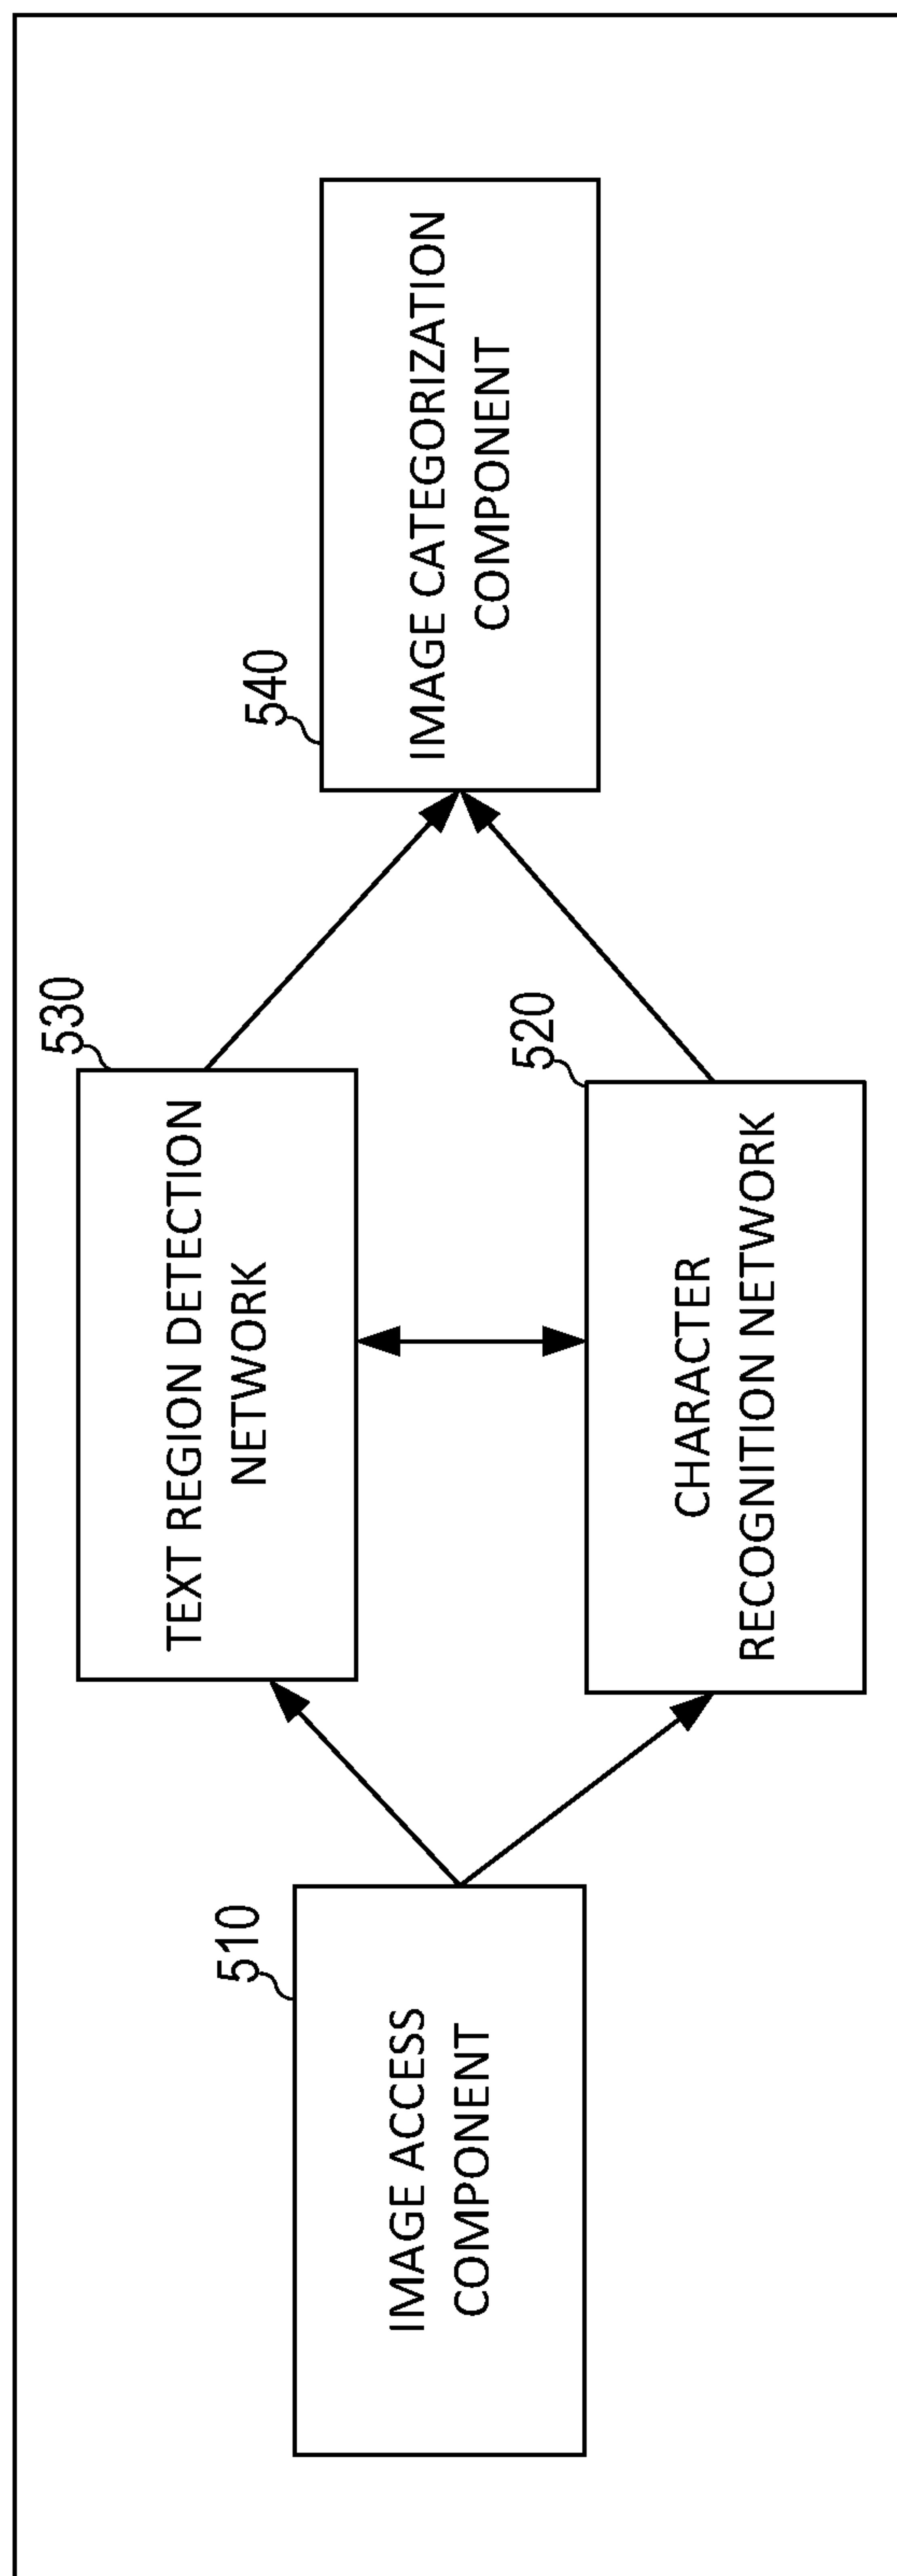 510
IMAGE ACCESS
COMPONENT
530
TEXT REGION DETECTION
NETWORK
520
CHARACTER
RECOGNITION NETWORK
540
IMAGE CATEGORIZATION
COMPONENT